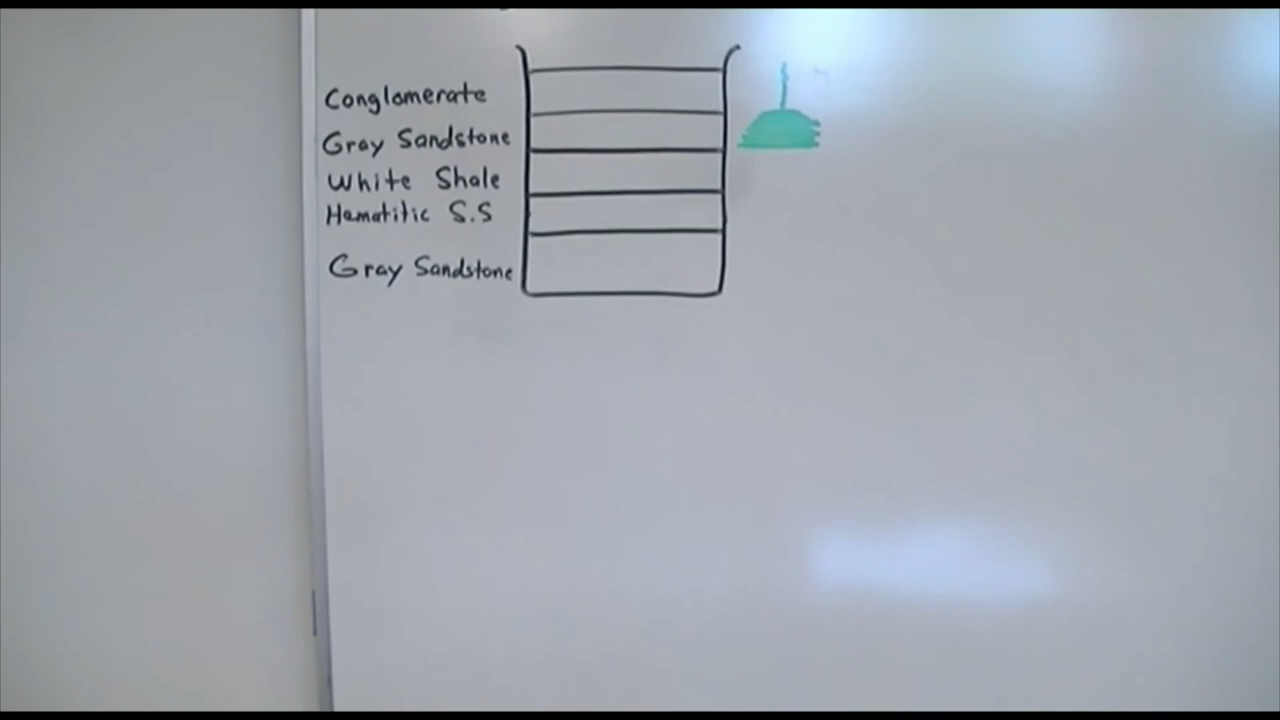 Conglomerate
Gray Sandstone
White Shale
Hematitic S.S
Gray Sandstone